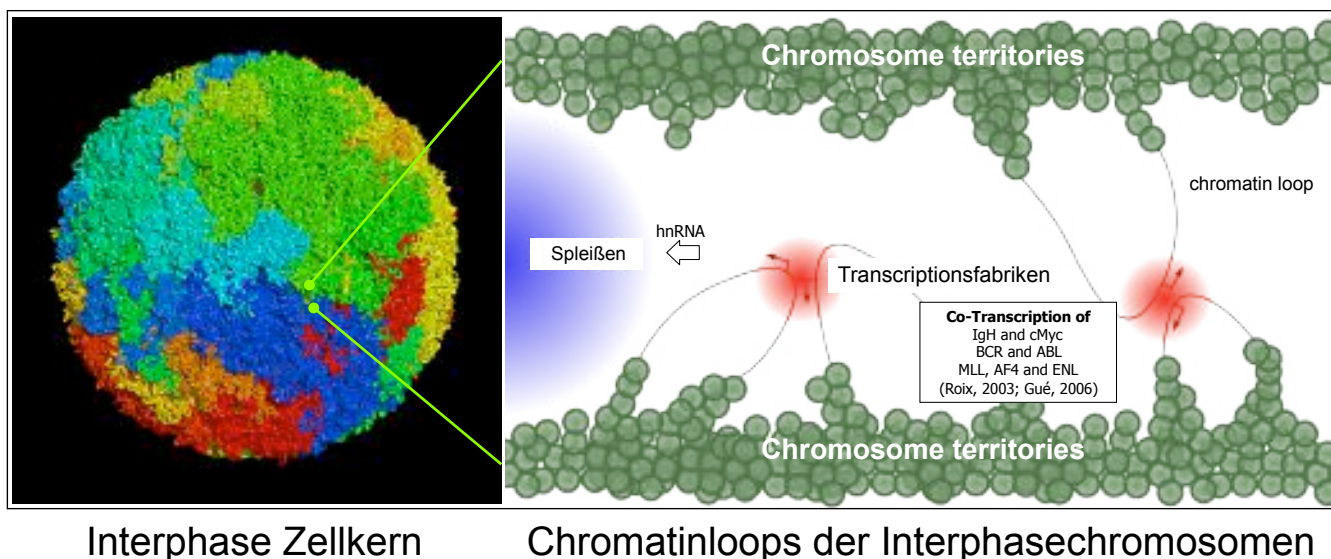 Chromosome territories
chromatin loop
hnRNA
Spleißen
Transcriptionsfabriken
Co-Transcription of
IgH and cMyc
BCR and ABL
MLL, AF4 and ENL
(Roix, 2003; Gué, 2006)
Chromosome territories
Interphase Zellkern
Chromatinloops der Interphasechromosomen